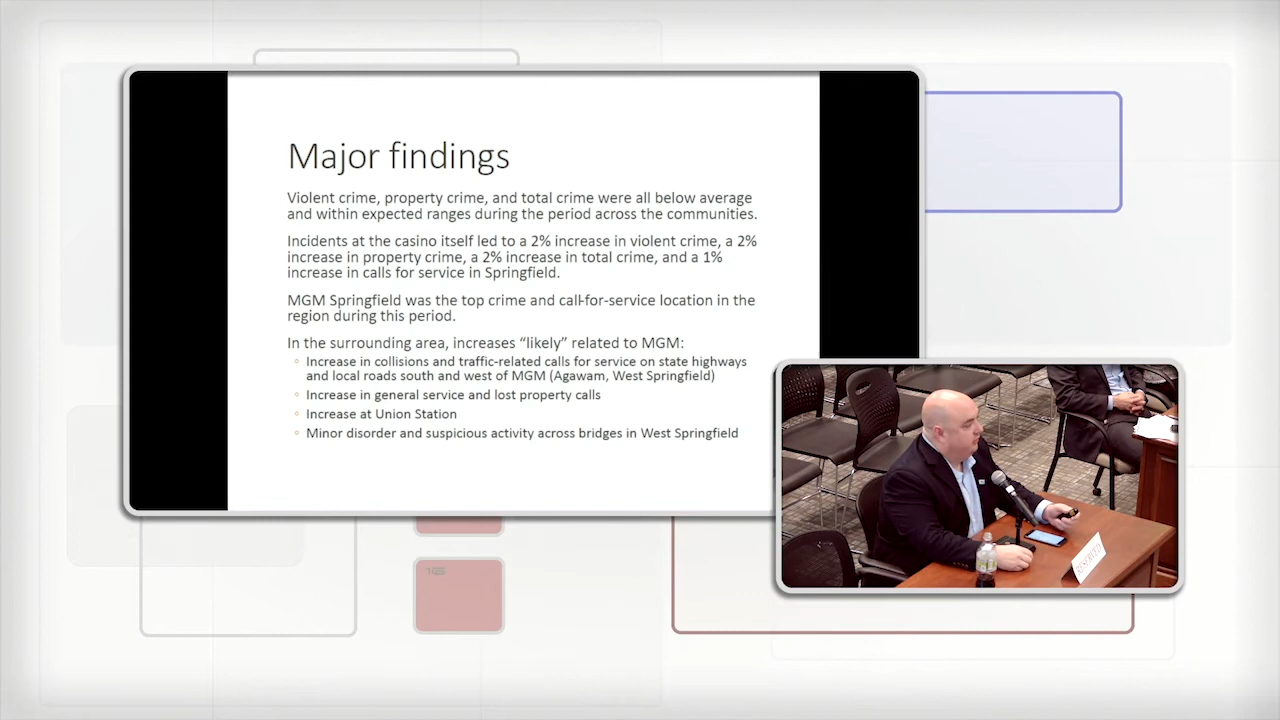 Major findings
Violent crime, property crime, and total crime were all below average
and within expected ranges during the period across the communities.
Incidents at the casino itself led to a 2% increase in violent crime, a 2%
increase in property crime, a 2% increase in total crime, and a 1%
increase in calls for service in Springfield.
MGM Springfield was the top crime and call-for-service location in the
region during this period.
In the surrounding area, increases “likely” related to MGM:
Increase in collisions and traffic-related calls for service on state highways
and local roads south and west of MGM (Agawam, West Springfield)
Increase in general service and lost property calls
Increase at Union Station
Minor disorder and suspicious activity across bridges in West Springfield
RESERVED